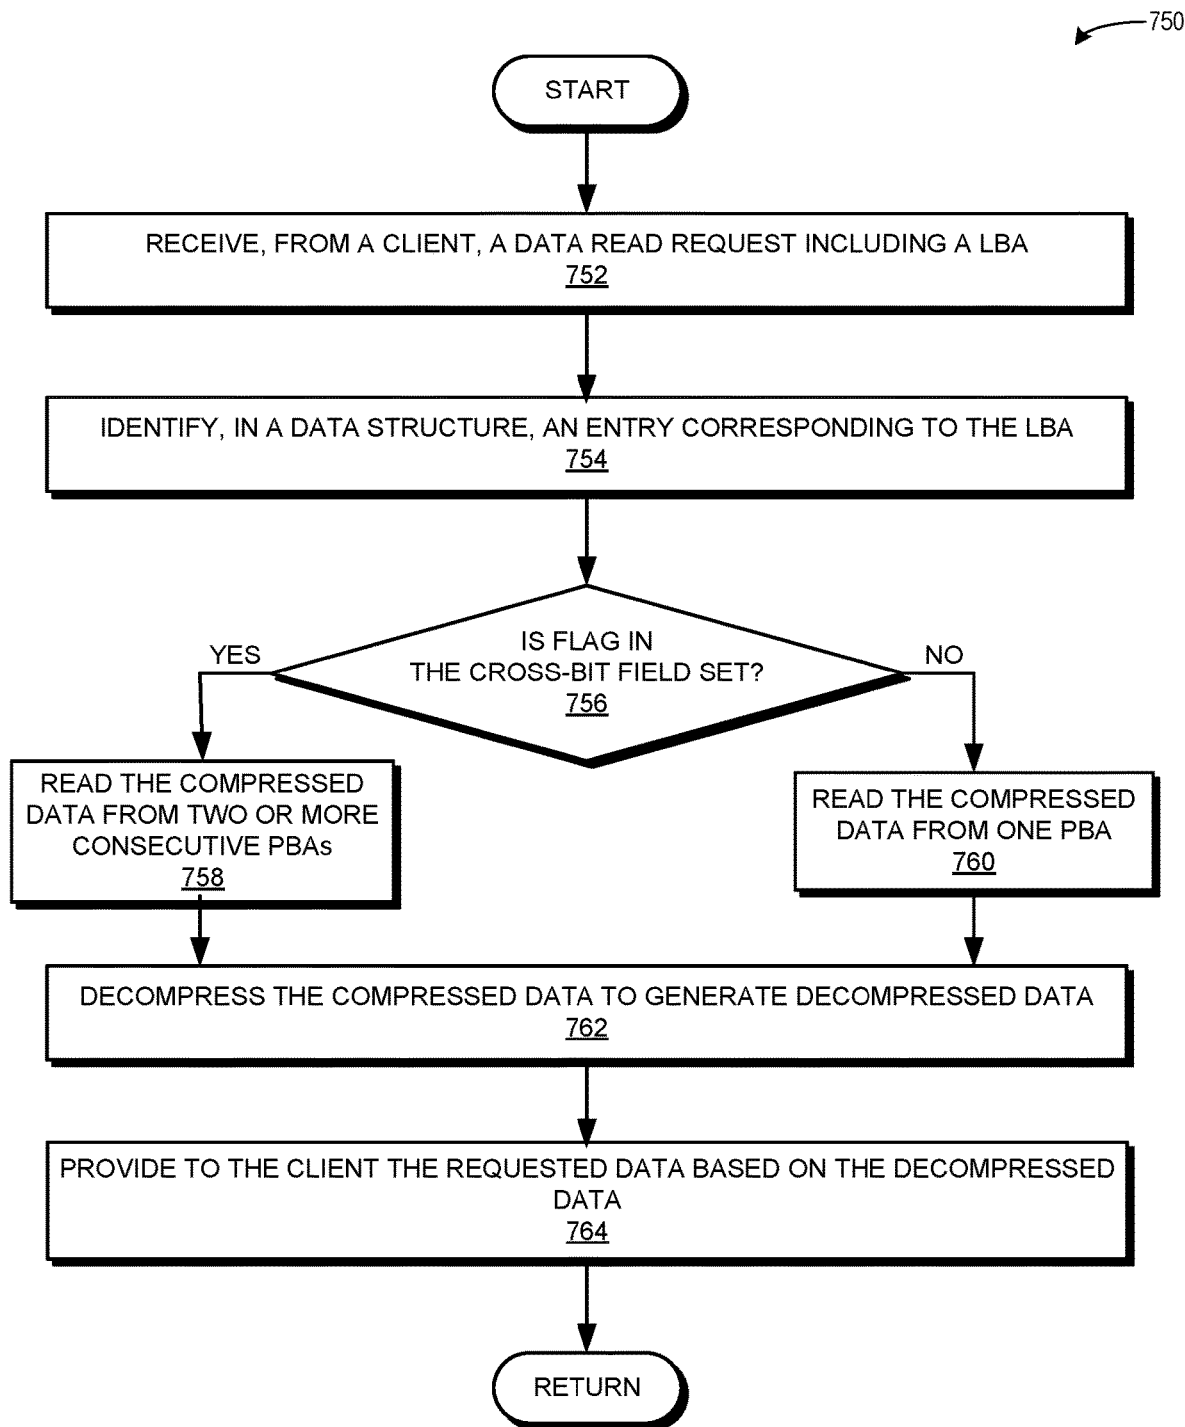 750
START
RECEIVE, FROM A CLIENT, A DATA READ REQUEST INCLUDING A LBA
752
IDENTIFY, IN A DATA STRUCTURE, AN ENTRY CORRESPONDING TO THE LBA
754
IS FLAG IN
THE CROSS-BIT FIELD SET?
756
YES
NO
READ THE COMPRESSED
DATA FROM TWO OR MORE
CONSECUTIVE PBAs
758
READ THE COMPRESSED
DATA FROM ONE PBA
760
DECOMPRESS THE COMPRESSED DATA TO GENERATE DECOMPRESSED DATA
762
PROVIDE TO THE CLIENT THE REQUESTED DATA BASED ON THE DECOMPRESSED
DATA
764
RETURN